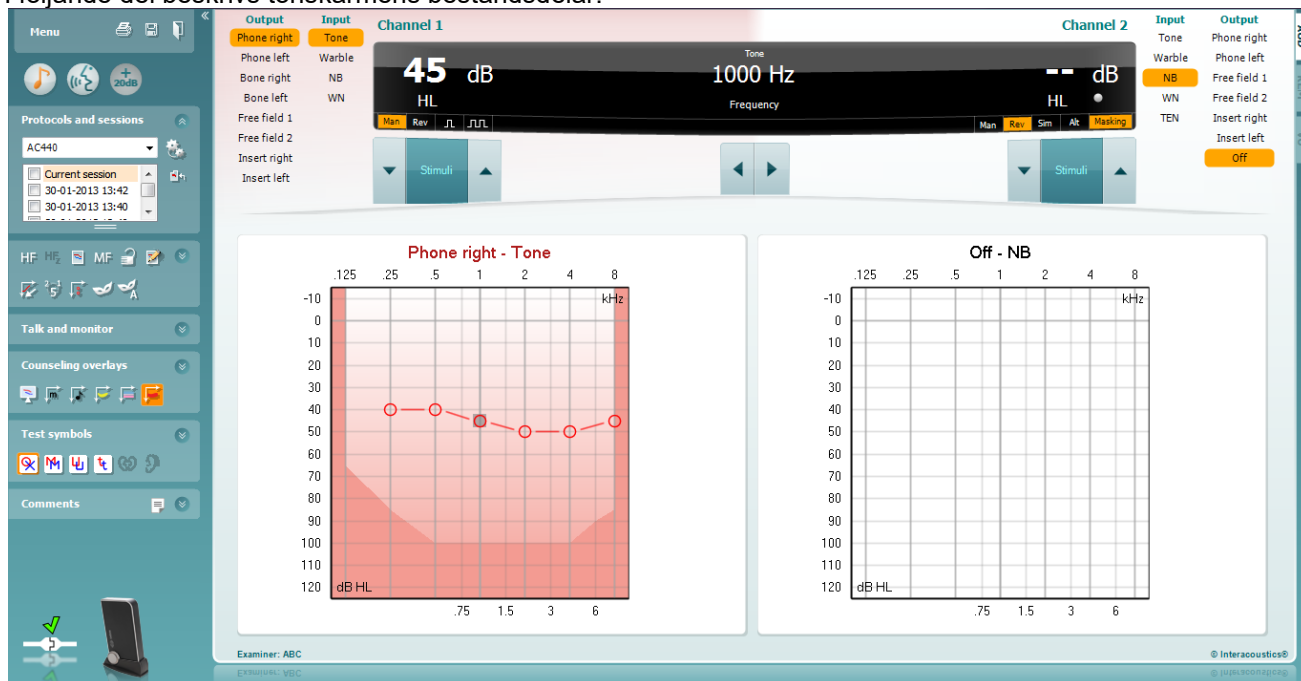 Följande del beskrivs tonskärmens beståndsdelar:
Menu
+ 20dB
Protocols and sessions
AC440
Current session
30-01-2013 13:42
30-01-2013 13:40
HF HFz MF
Talk and monitor
Counseling overlays
Test symbols
Comments
Output Input
Phone right Tone
Phone left Warble
Bone right NB
Bone left WN
Free field 1
Free field 2
Insert right
Insert left
Channel 1
Channel 2
45 dB
HL
Tone
1000 Hz
Frequency
-- dB
HL
Man Rev
Man Rev Sim Alt Masking
Stimuli
Stimuli
Input Output
Tone Phone right
Warble Phone left
NB Free field 1
WN Free field 2
TEN Insert right
Insert left
Off
Phone right - Tone
.125 .25 .5 1 2 4 8
kHz
-10
0
10
20
30
40
50
60
70
80
90
100
110
120 dB HL
.75 1.5 3 6
Off - NB
.125 .25 .5 1 2 4 8
kHz
-10
0
10
20
30
40
50
60
70
80
90
100
110
120 dB HL
.75 1.5 3 6
Examiner: ABC
© Interacoustics®